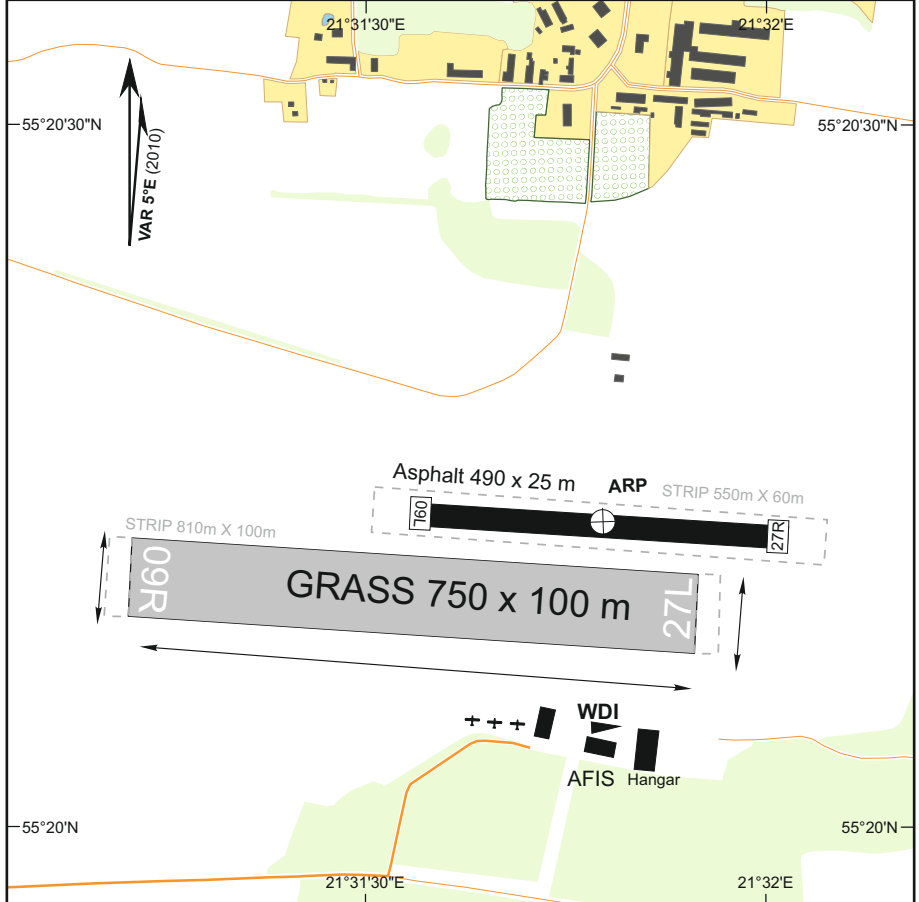 21°31'30"E
21°32'E
55°20'30"N
55°20'30"N
VAR 5°E (2010)
Asphalt 490 x 25 m
ARP
STRIP 550m X 60m
09L
27R
STRIP 810m X 100m
09R
GRASS 750 x 100 m
27L
WDI
AFIS
Hangar
55°20'N
55°20'N
21°31'30"E
21°32'E